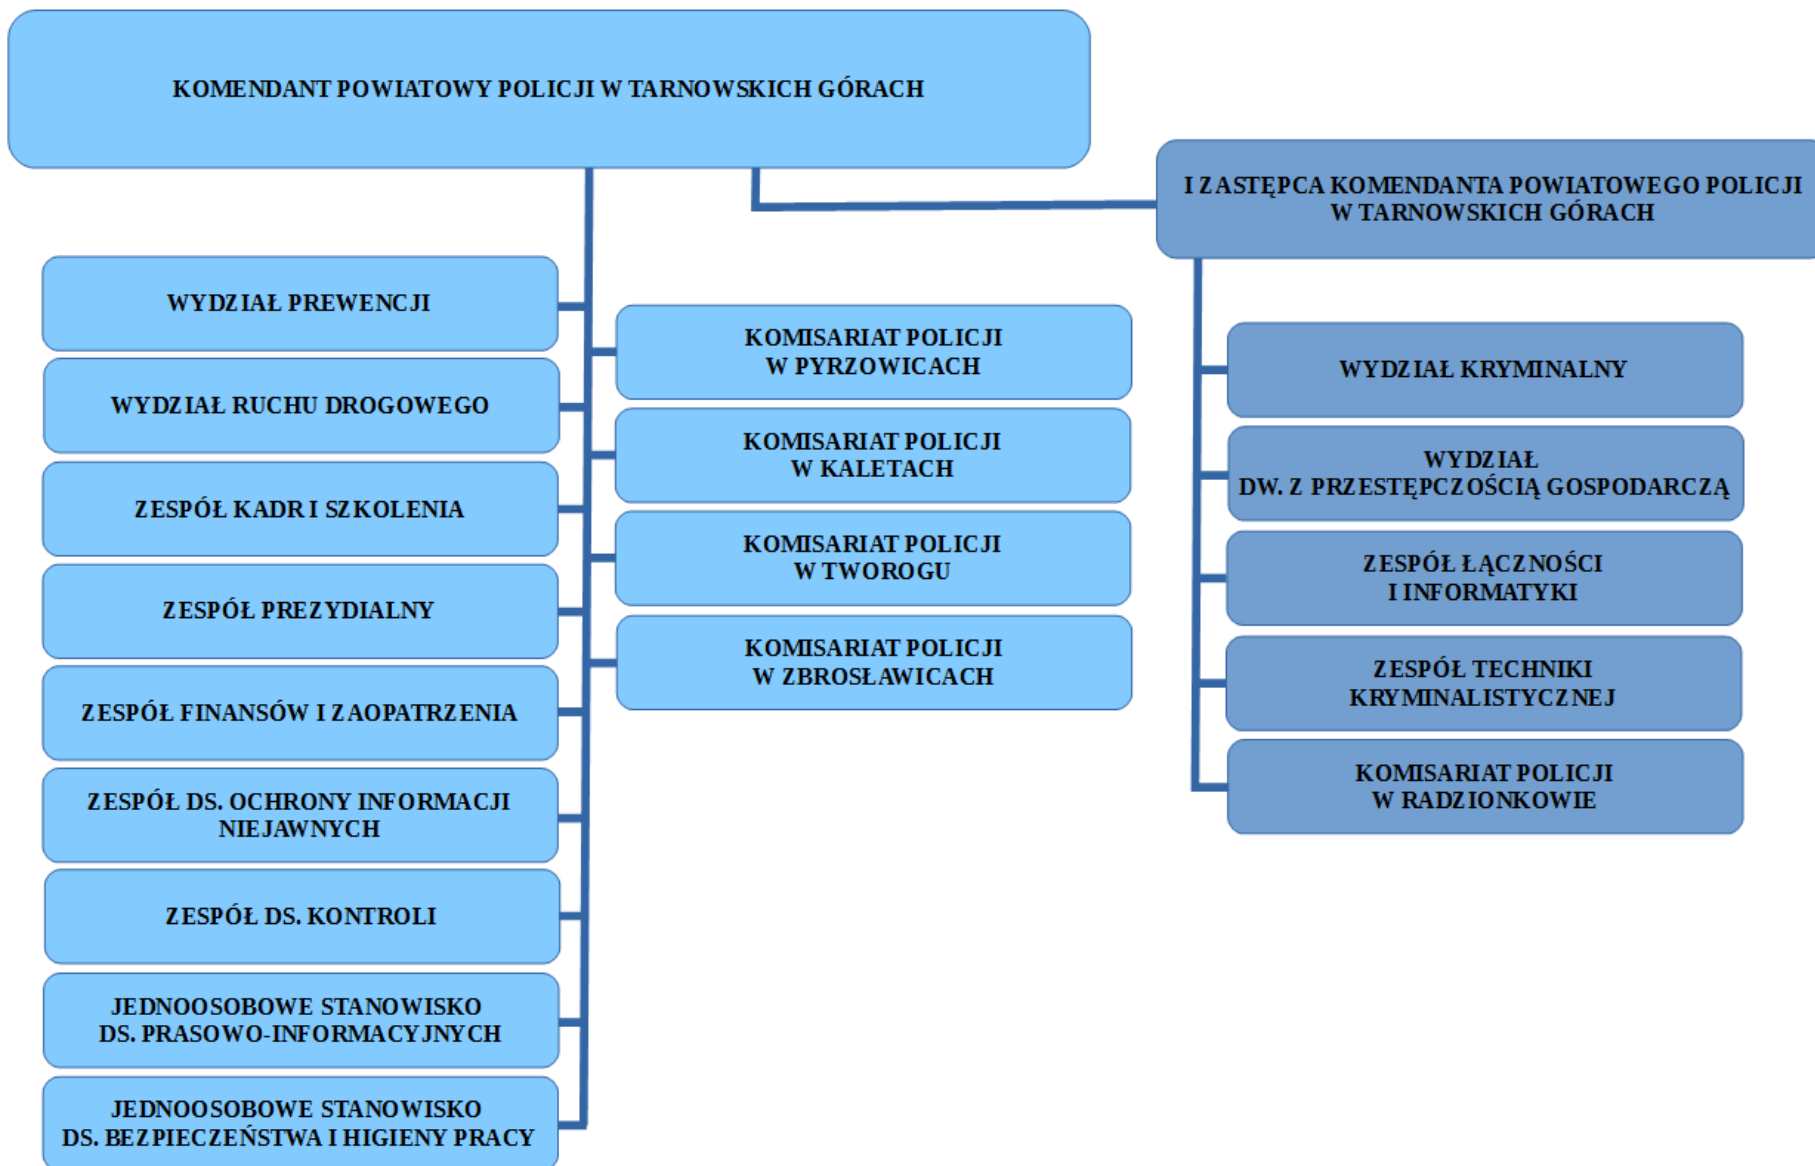 KOMENDANT POWIATOWY POLICJI W TARNOWSKICH GÓRACH
I ZASTĘPCA KOMENDANTA POWIATOWEGO POLICJI
W TARNOWSKICH GÓRACH
WYDZIAŁ PREWENCJI
WYDZIAŁ RUCHU DROGOWEGO
ZESPÓŁ KADR I SZKOLENIA
ZESPÓŁ PREZYDIALNY
ZESPÓŁ FINANSÓW I ZAOPATRZENIA
ZESPÓŁ DS. OCHRONY INFORMACJI
NIEJAWNYCH
ZESPÓŁ DS. KONTROLI
JEDNOOSOBOWE STANOWISKO
DS. PRASOWO-INFORMACYJNYCH
JEDNOOSOBOWE STANOWISKO
DS. BEZPIECZEŃSTWA I HIGIENY PRACY
KOMISARIAT POLICJI
W PYRZOWICACH
KOMISARIAT POLICJI
W KALETACH
KOMISARIAT POLICJI
W TWOROGU
KOMISARIAT POLICJI
W ZBROSŁAWICACH
WYDZIAŁ KRYMINALNY
WYDZIAŁ
DW. Z PRZESTĘPCZOŚCIĄ GOSPODARCZĄ
ZESPÓŁ ŁĄCZNOŚCI
I INFORMATYKI
ZESPÓŁ TECHNIKI
KRYMINALISTYCZNEJ
KOMISARIAT POLICJI
W RADZIONKOWIE